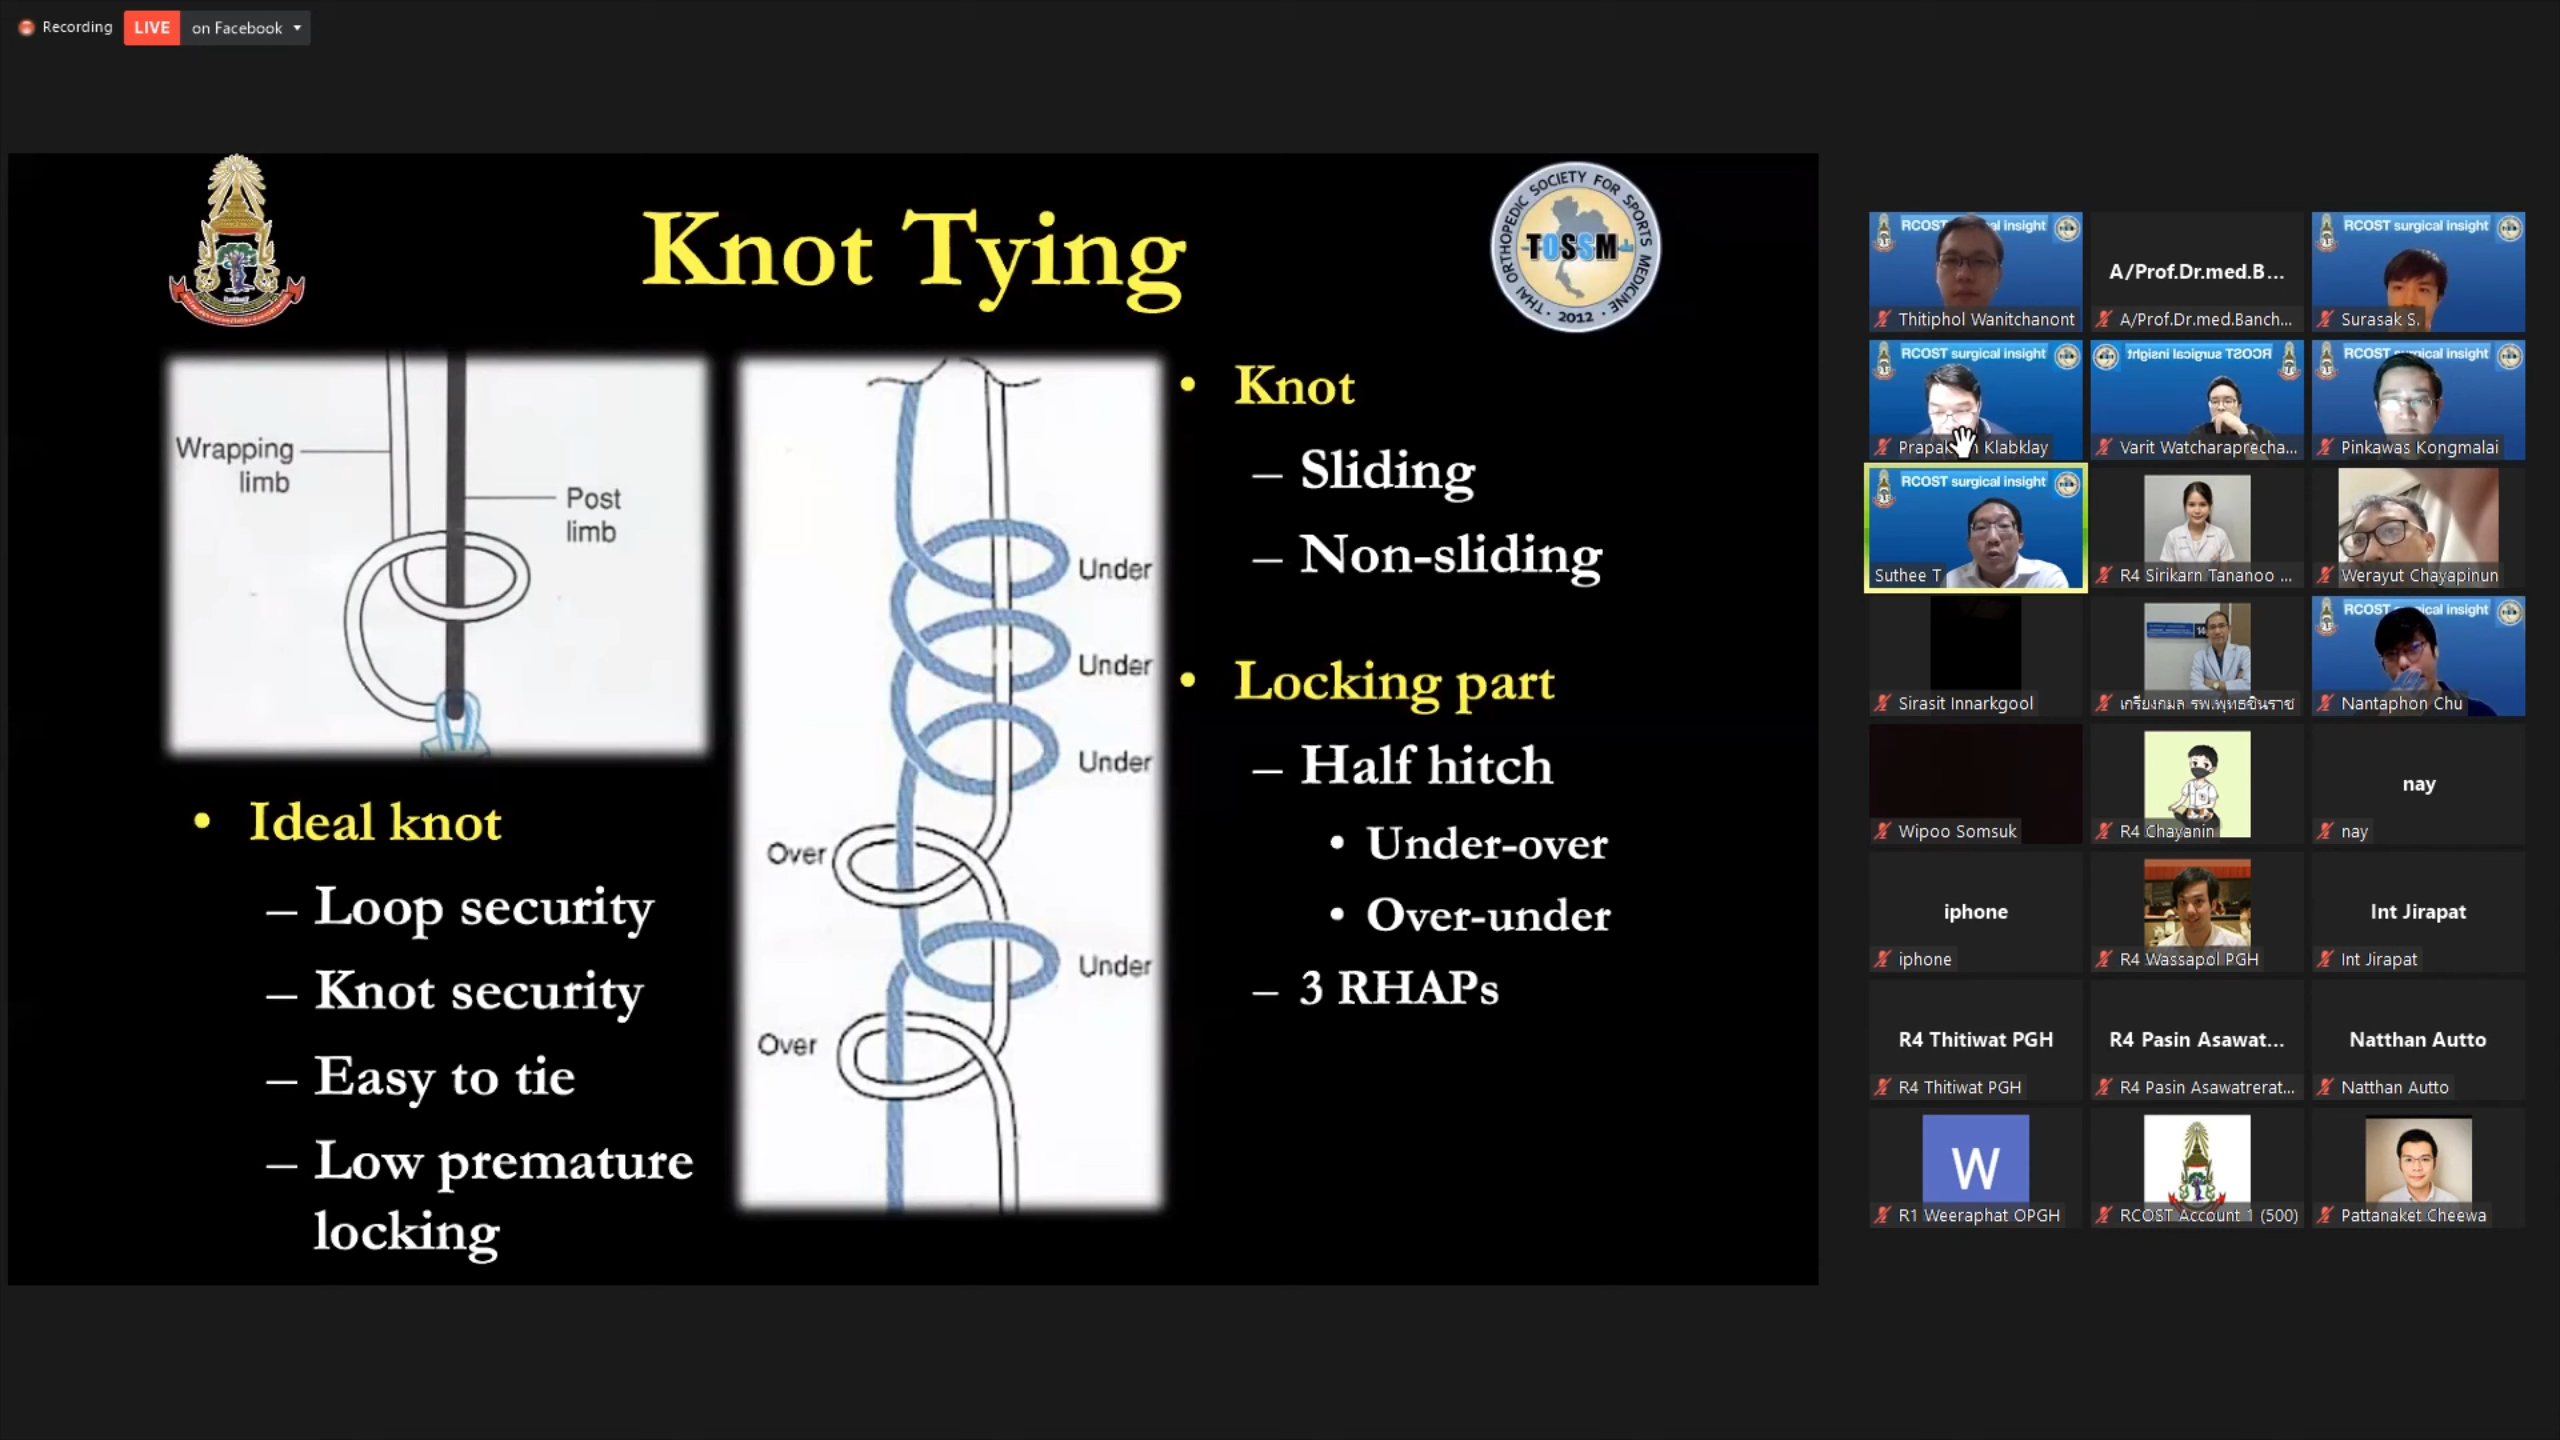 Recording
LIVE on Facebook
Knot Tying
THAI ORTHOPEDIC SOCIETY FOR SPORTS MEDICINE
TOSSM
2012
Wrapping
limb
Post
limb
• Ideal knot
– Loop security
– Knot security
– Easy to tie
– Low premature
locking
Under
Under
Under
Over
Under
Over
• Knot
– Sliding
– Non-sliding
• Locking part
– Half hitch
• Under-over
• Over-under
– 3 RHAPs
RCOST insight
Thitiphol Wanitchanont
A/Prof.Dr.med.B...
A/Prof.Dr.med.Banch...
RCOST surgical insight
Surasak S.
RCOST surgical insight
Klabklay
RCOST surgical insight
Varit Watcharaprecha...
RCOST surgical insight
Pinkawas Kongmalai
RCOST surgical insight
Suthee T
R4 Sirikarn Tananoo ...
Werayut Chayapinun
Sirasit Innarkgool
เกรียงกมล รพ.พุทธชินราช
RCOST surgical insight
Nantaphon Chu
Wipoo Somsuk
R4 Chayanin
nay
nay
iphone
iphone
R4 Wassapol PGH
Int Jirapat
Int Jirapat
R4 Thitiwat PGH
R4 Thitiwat PGH
R4 Pasin Asawat...
R4 Pasin Asawatrerat...
Natthan Autto
Natthan Autto
W
R1 Weeraphat OPGH
RCOST Account 1 (500)
Pattanaket Cheewa